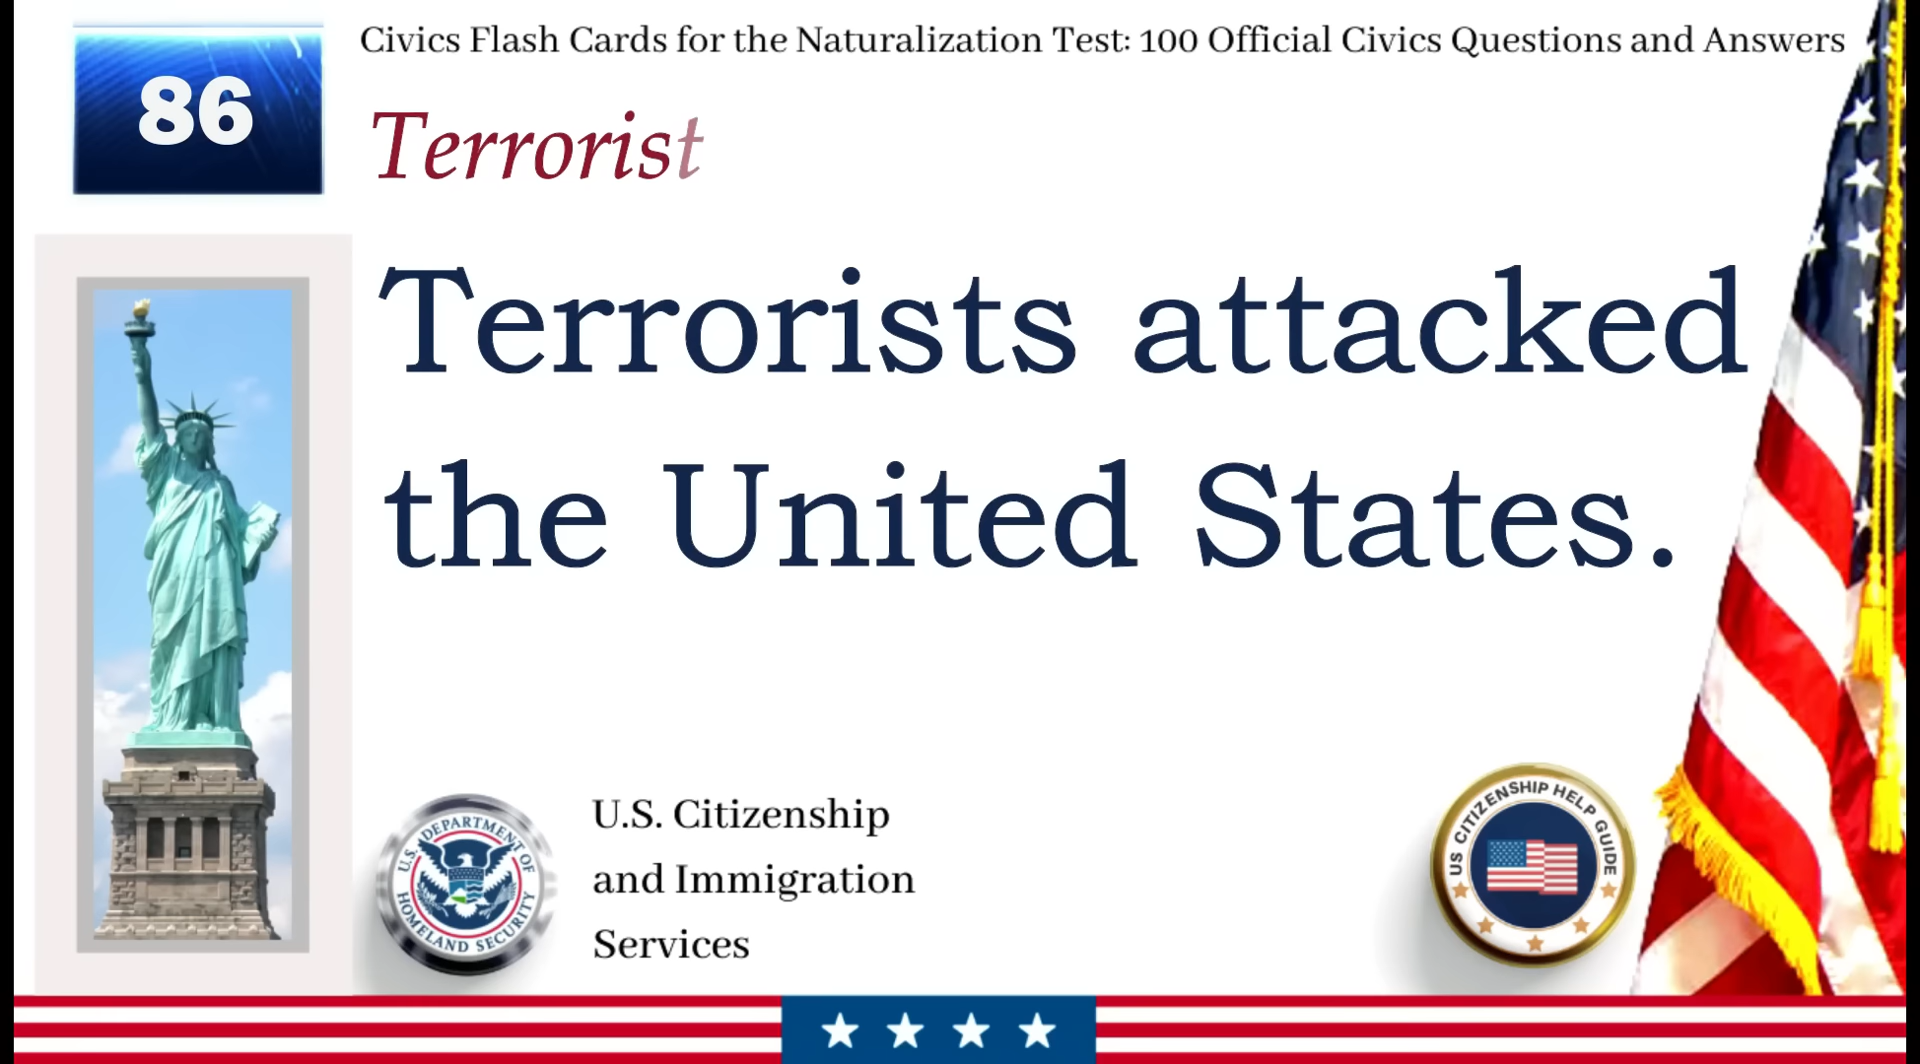 Civics Flash Cards for the Naturalization Test: 100 Official Civics Questions and Answers
86
Terrorist
Terrorists attacked
the United States.
U.S. DEPARTMENT OF
HOMELAND SECURITY
U.S. Citizenship
and Immigration
Services
US CITIZENSHIP HELP GUIDE